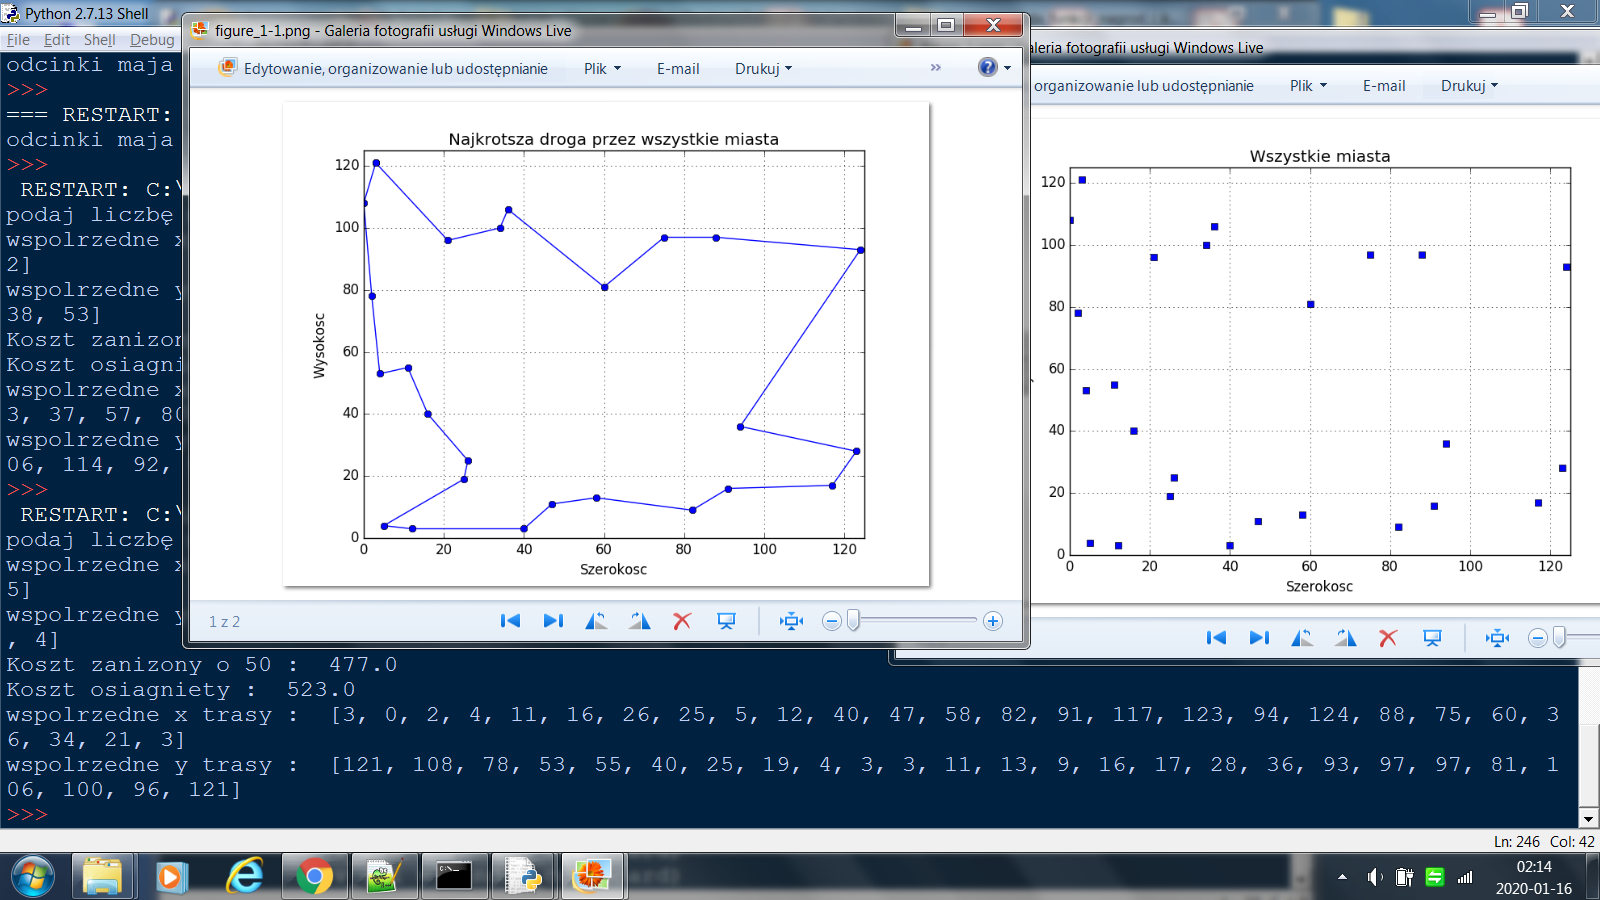 Python 2.7.13 Shell
File Edit Shell Debug
odcinki maja
>>>
=== RESTART:
odcinki maja
>>>
RESTART: C:\
podaj liczbę
wspolrzedne x
2]
wspolrzedne y
38, 53]
Koszt zanizon
Koszt osiagni
wspolrzedne x
3, 37, 57, 80
wspolrzedne y
06, 114, 92,
>>>
RESTART: C:\
podaj liczbę
wspolrzedne x
5]
wspolrzedne y
, 4]
Koszt zanizony o 50 :  477.0
Koszt osiagniety :  523.0
wspolrzedne x trasy :  [3, 0, 2, 4, 11, 16, 26, 25, 5, 12, 40, 47, 58, 82, 91, 117, 123, 94, 124, 88, 75, 60, 3
6, 34, 21, 3]
wspolrzedne y trasy :  [121, 108, 78, 53, 55, 40, 25, 19, 4, 3, 3, 11, 13, 9, 16, 17, 28, 36, 93, 97, 97, 81, 1
06, 100, 96, 121]
>>>
Ln: 246 Col: 42
figure_1-1.png - Galeria fotografii usługi Windows Live
Edytowanie, organizowanie lub udostępnianie Plik E-mail Drukuj »
Najkrotsza droga przez wszystkie miasta
120
100
80
60
40
20
0
Wysokosc
0 20 40 60 80 100 120
Szerokosc
1 z 2
aleria fotografii usługi Windows Live
organizowanie lub udostępnianie Plik E-mail Drukuj
Wszystkie miasta
120
100
80
60
40
20
0
0 20 40 60 80 100 120
Szerokosc
02:14
2020-01-16